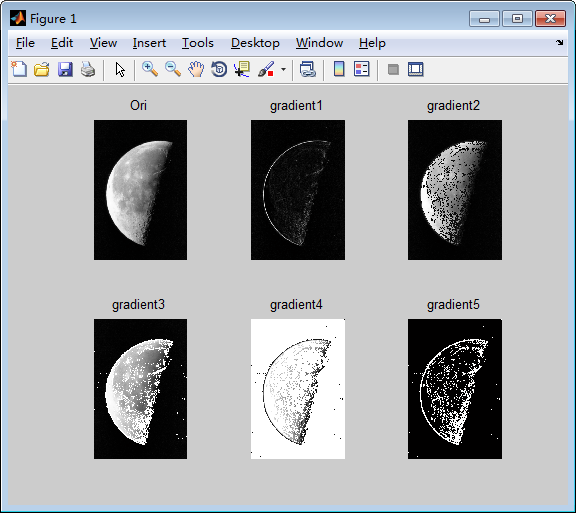 Figure 1
File Edit View Insert Tools Desktop Window Help
Ori gradient1 gradient2
gradient3 gradient4 gradient5